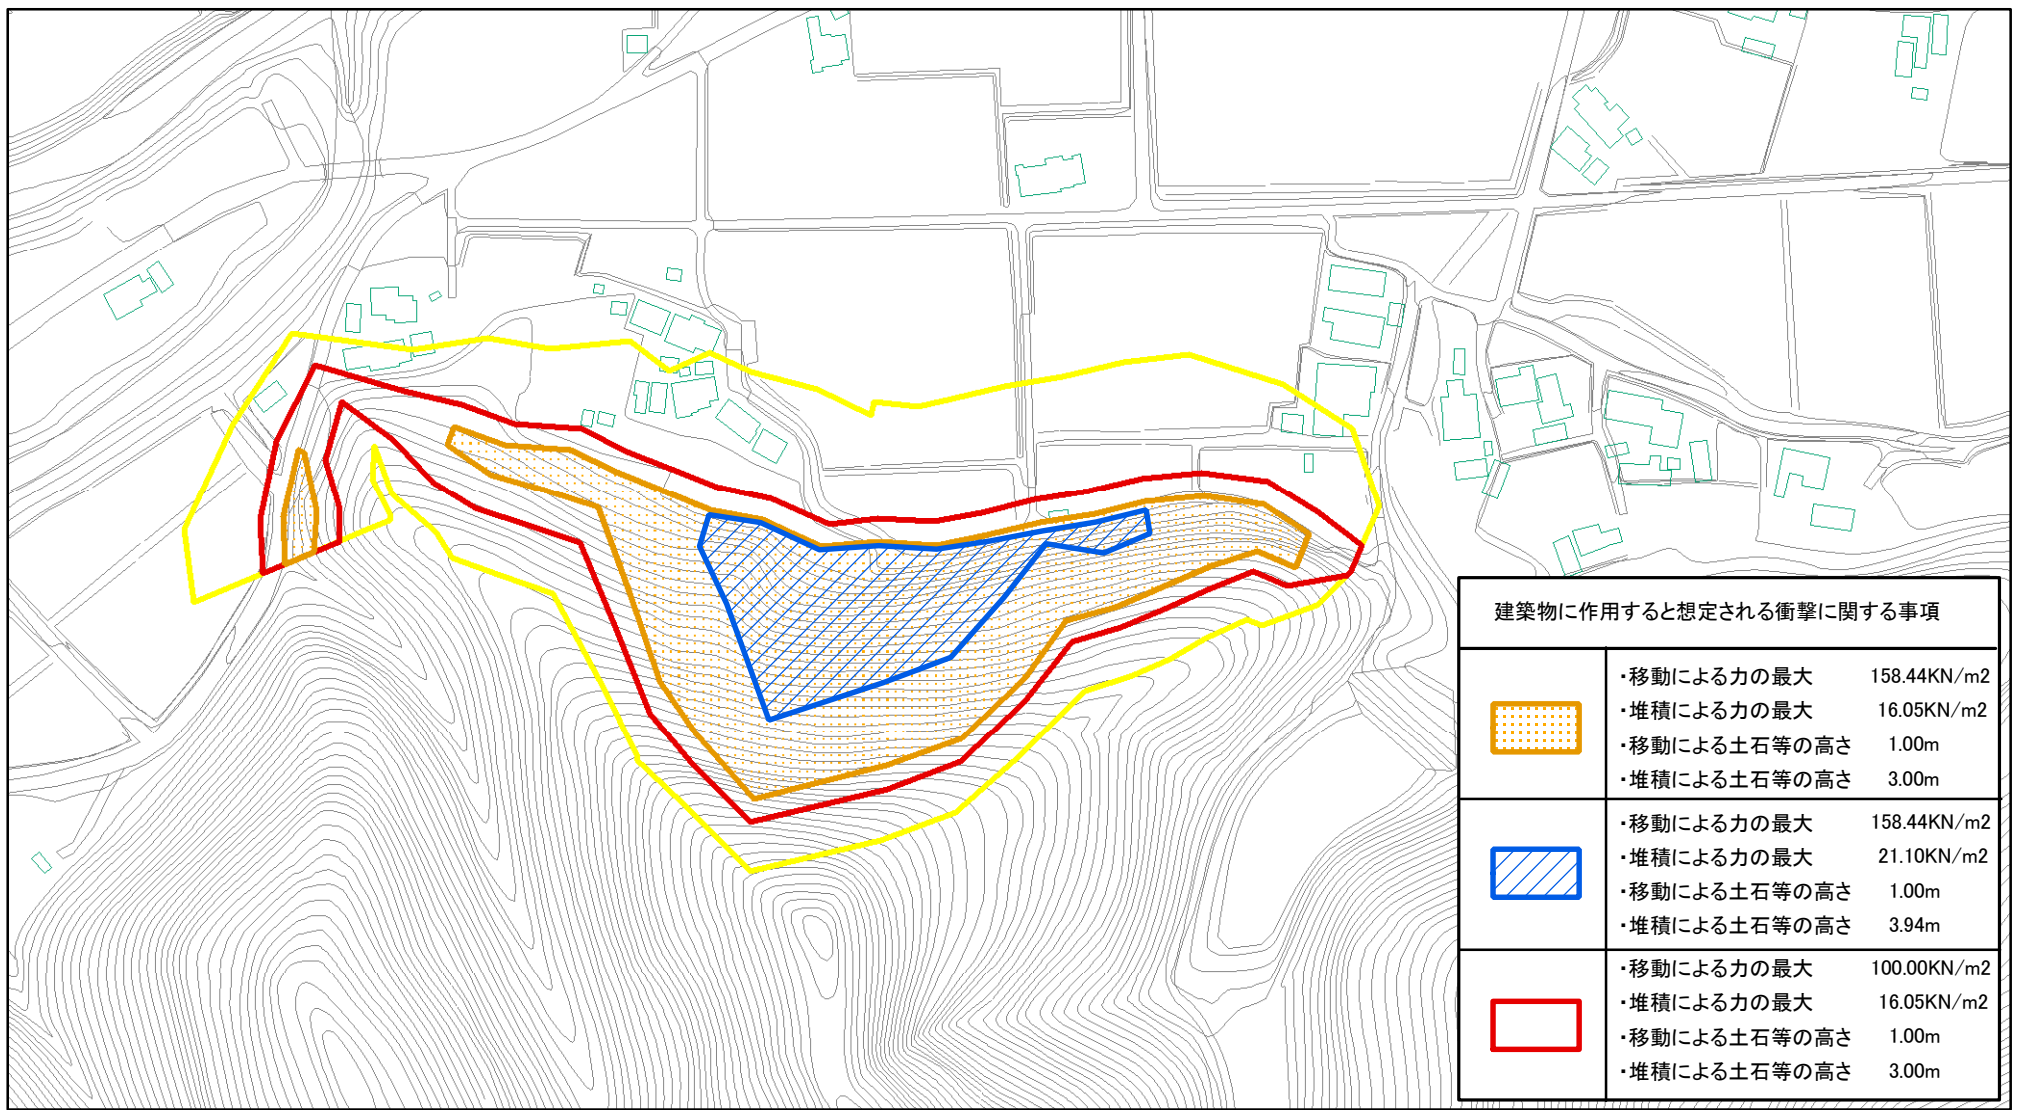 建築物に作用すると想定される衝撃に関する事項
・移動による力の最大 158.44KN/m2
・堆積による力の最大 16.05KN/m2
・移動による土石等の高さ 1.00m
・堆積による土石等の高さ 3.00m
・移動による力の最大 158.44KN/m2
・堆積による力の最大 21.10KN/m2
・移動による土石等の高さ 1.00m
・堆積による土石等の高さ 3.94m
・移動による力の最大 100.00KN/m2
・堆積による力の最大 16.05KN/m2
・移動による土石等の高さ 1.00m
・堆積による土石等の高さ 3.00m